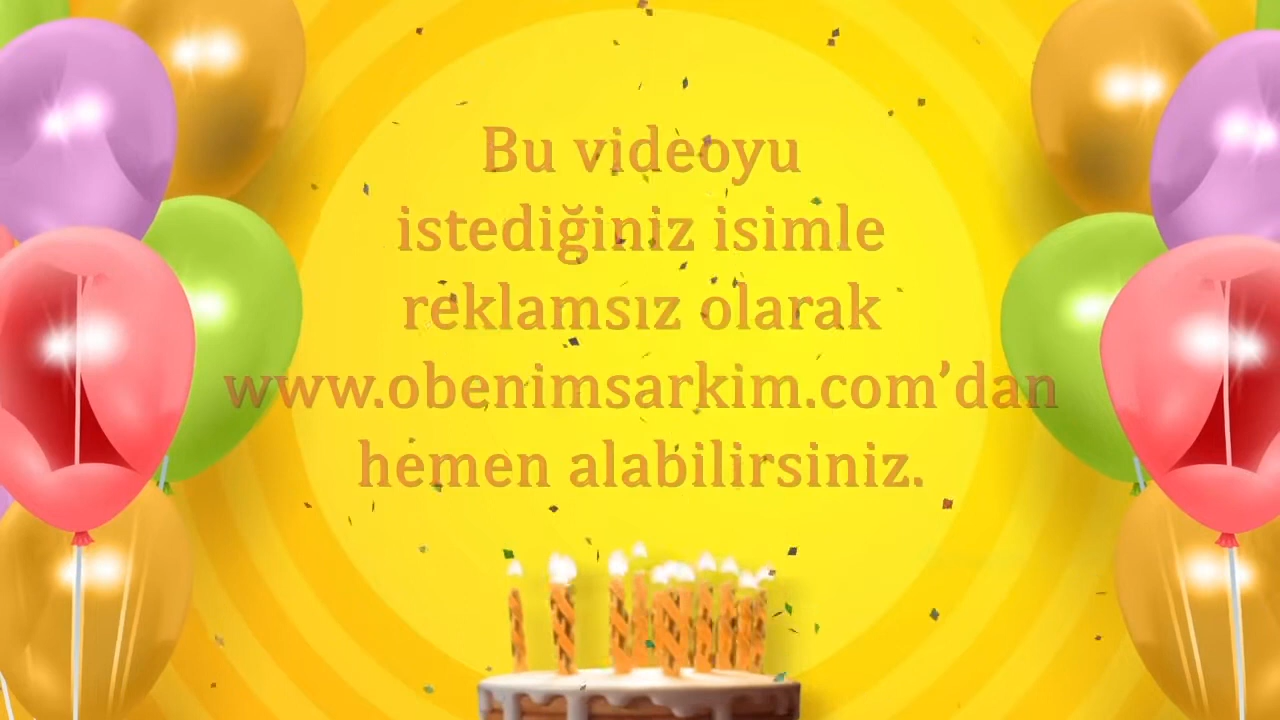 Bu videoyu
istediğiniz isimle
reklamsız olarak
www.obenimsarkim.com’dan
hemen alabilirsiniz.